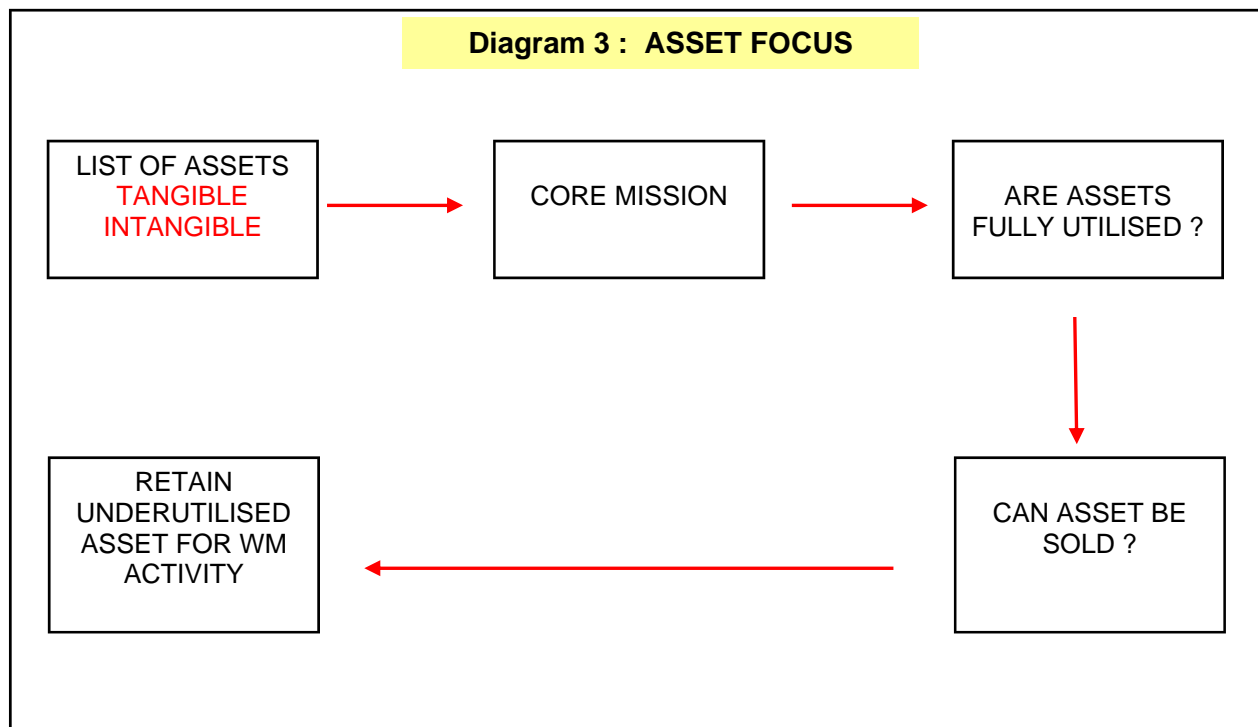 Diagram 3 : ASSET FOCUS
LIST OF ASSETS
TANGIBLE
INTANGIBLE
CORE MISSION
ARE ASSETS
FULLY UTILISED ?
CAN ASSET BE
SOLD ?
RETAIN
UNDERUTILISED
ASSET FOR WM
ACTIVITY